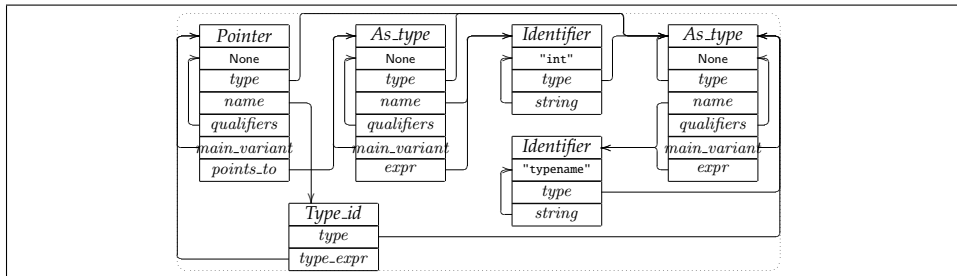 Pointer
None
type
name
qualifiers
main_variant
points_to
As_type
None
type
name
qualifiers
main_variant
expr
Identifier
"int"
type
string
As_type
None
type
name
qualifiers
main_variant
expr
Identifier
"typename"
type
string
Type_id
type
type_expr